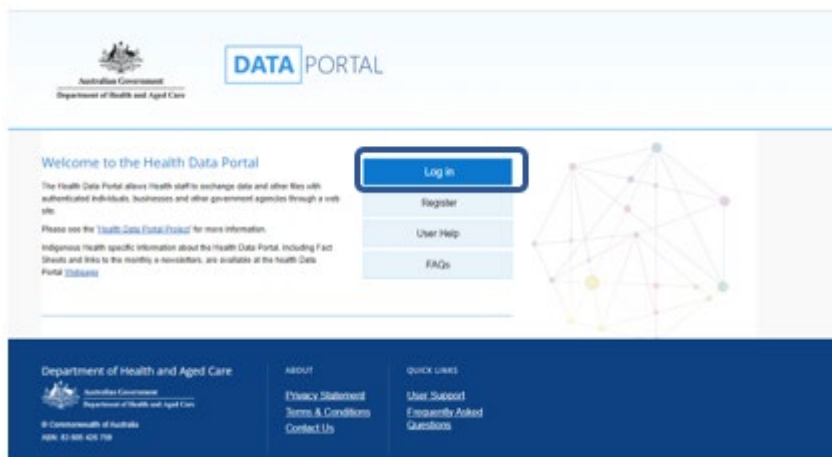 Australian Government
Department of Health and Aged Care
DATA PORTAL
Welcome to the Health Data Portal
The Health Data Portal allows Health staff to exchange data and other files with
authenticated individuals, businesses and other government agencies through a web
site.
Please see the 'Health Data Portal Project' for more information.
Indigenous Health specific information about the Health Data Portal, including Fact
Sheets and links to the monthly e-newsletters, are available at the health Data
Portal Webpage
Log in
Register
User Help
FAQs
Department of Health and Aged Care
Australian Government
Department of Health and Aged Care
© Commonwealth of Australia
ABN: 83 605 426 759
ABOUT
Privacy Statement
Terms & Conditions
Contact Us
QUICK LINKS
User Support
Frequently Asked
Questions